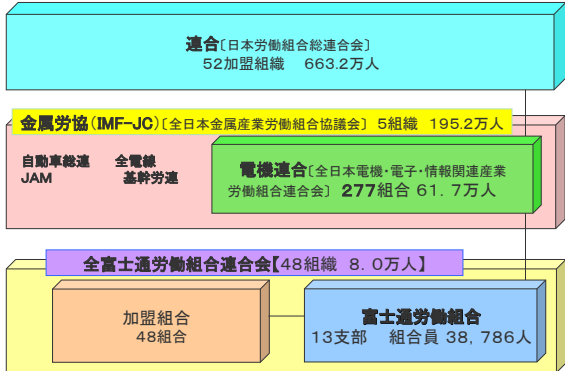 連合〔日本労働組合総連合会〕
52加盟組織 663.2万人
金属労協(IMF-JC)〔全日本金属産業労働組合協議会〕 5組織 195.2万人
自動車総連 全電線
JAM 基幹労連
電機連合〔全日本電機・電子・情報関連産業
労働組合連合会〕 277組合 61.7万人
全富士通労働組合連合会【48組織 8.0万人】
加盟組合
48組合
富士通労働組合
13支部 組合員 38,786人